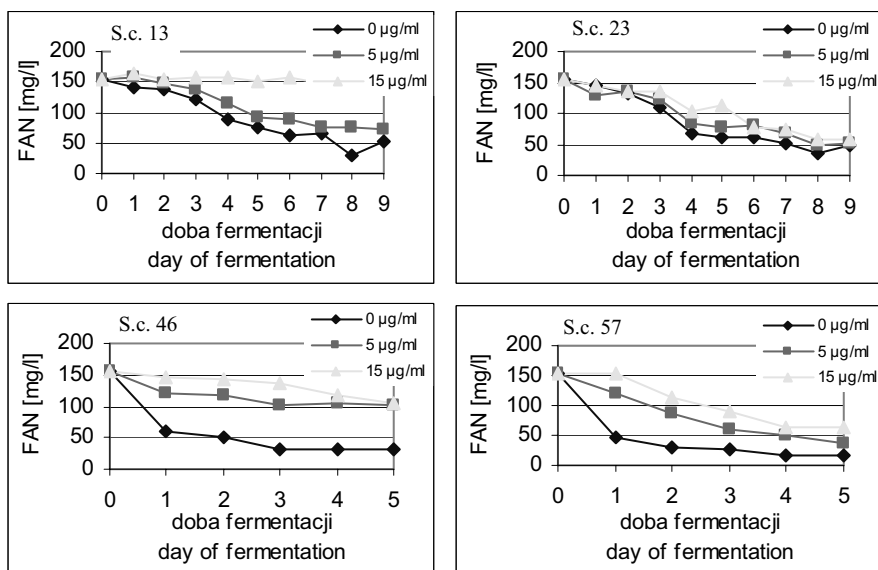 S.c. 13
0 µg/ml
5 µg/ml
15 µg/ml
FAN [mg/l]
200
150
100
50
0
0 1 2 3 4 5 6 7 8 9
doba fermentacji
day of fermentation
S.c. 23
0 µg/ml
5 µg/ml
15 µg/ml
FAN [mg/l]
200
150
100
50
0
0 1 2 3 4 5 6 7 8 9
doba fermentacji
day of fermentation
S.c. 46
0 µg/ml
5 µg/ml
15 µg/ml
FAN [mg/l]
200
150
100
50
0
0 1 2 3 4 5
doba fermentacji
day of fermentation
S.c. 57
0 µg/ml
5 µg/ml
15 µg/ml
FAN [mg/l]
200
150
100
50
0
0 1 2 3 4 5
doba fermentacji
day of fermentation